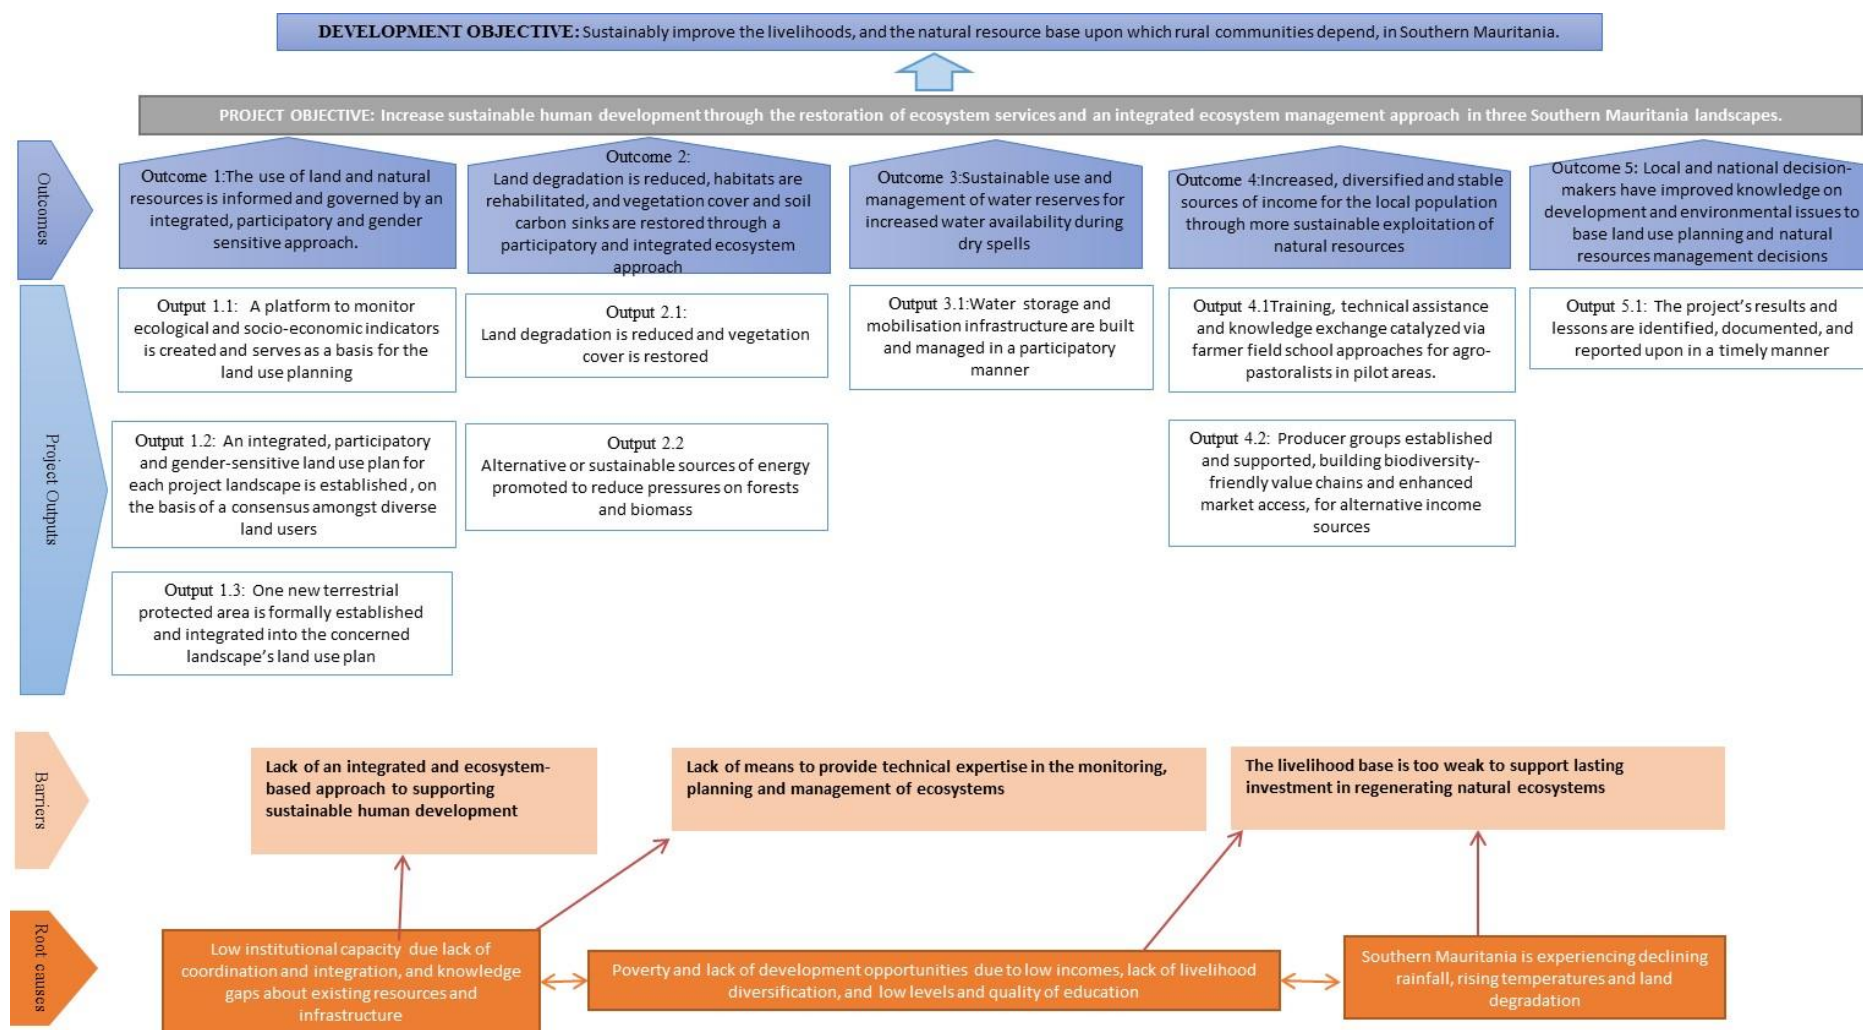 DEVELOPMENT OBJECTIVE: Sustainably improve the livelihoods, and the natural resource base upon which rural communities depend, in Southern Mauritania.
PROJECT OBJECTIVE: Increase sustainable human development through the restoration of ecosystem services and an integrated ecosystem management approach in three Southern Mauritania landscapes.
Outcomes
Outcome 1:The use of land and natural
resources is informed and governed by an
integrated, participatory and gender
sensitive approach.
Outcome 2:
Land degradation is reduced, habitats are
rehabilitated, and vegetation cover and soil
carbon sinks are restored through a
participatory and integrated ecosystem
approach
Outcome 3:Sustainable use and
management of water reserves for
increased water availability during
dry spells
Outcome 4:Increased, diversified and stable
sources of income for the local population
through more sustainable exploitation of
natural resources
Outcome 5: Local and national decision-
makers have improved knowledge on
development and environmental issues to
base land use planning and natural
resources management decisions
Project Outputs
Output 1.1: A platform to monitor
ecological and socio-economic indicators
is created and serves as a basis for the
land use planning
Output 2.1:
Land degradation is reduced and vegetation
cover is restored
Output 3.1:Water storage and
mobilisation infrastructure are built
and managed in a participatory
manner
Output 4.1Training, technical assistance
and knowledge exchange catalyzed via
farmer field school approaches for agro-
pastoralists in pilot areas.
Output 5.1: The project's results and
lessons are identified, documented, and
reported upon in a timely manner
Output 1.2: An integrated, participatory
and gender-sensitive land use plan for
each project landscape is established , on
the basis of a consensus amongst diverse
land users
Output 2.2
Alternative or sustainable sources of energy
promoted to reduce pressures on forests
and biomass
Output 4.2: Producer groups established
and supported, building biodiversity-
friendly value chains and enhanced
market access, for alternative income
sources
Output 1.3: One new terrestrial
protected area is formally established
and integrated into the concerned
landscape's land use plan
Barriers
Lack of an integrated and ecosystem-
based approach to supporting
sustainable human development
Lack of means to provide technical expertise in the monitoring,
planning and management of ecosystems
The livelihood base is too weak to support lasting
investment in regenerating natural ecosystems
Root causes
Low institutional capacity due lack of
coordination and integration, and knowledge
gaps about existing resources and
infrastructure
Poverty and lack of development opportunities due to low incomes, lack of livelihood
diversification, and low levels and quality of education
Southern Mauritania is experiencing declining
rainfall, rising temperatures and land
degradation